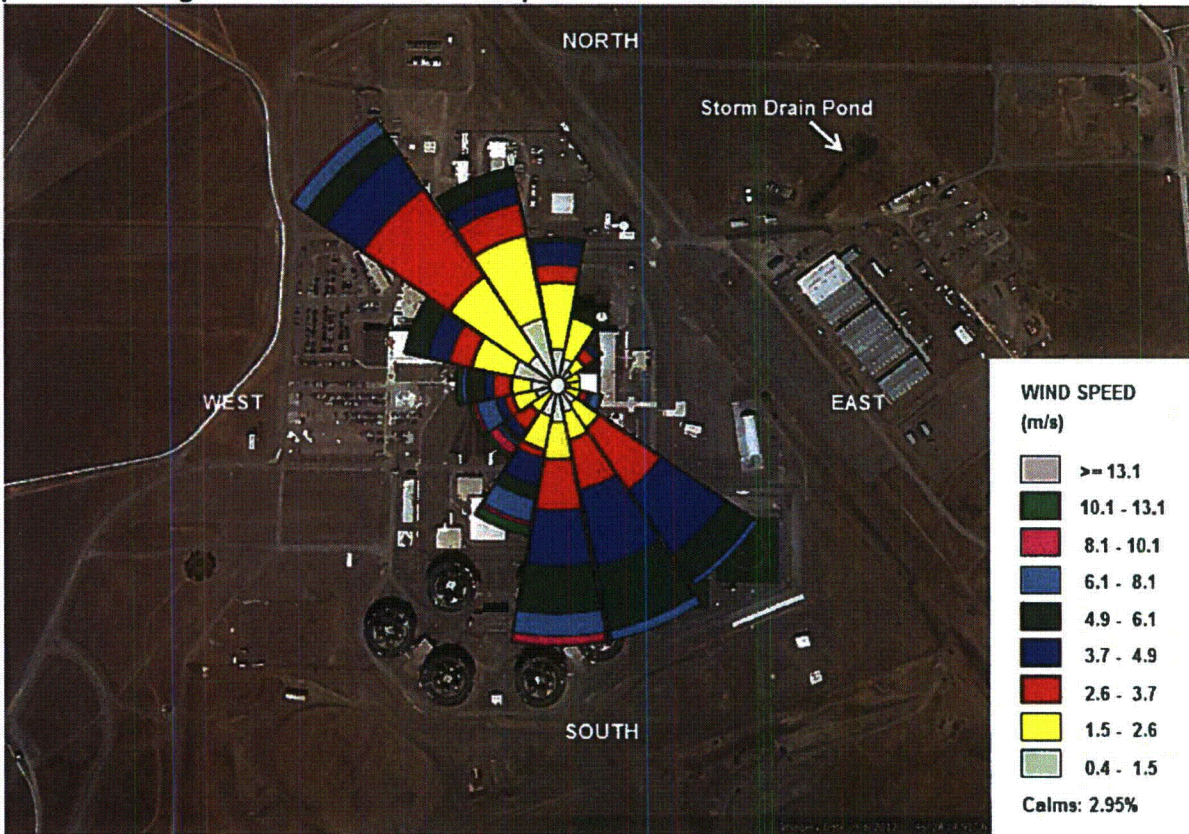 NORTH
Storm Drain Pond
WEST
EAST
SOUTH
WIND SPEED
(m/s)
>= 13.1
10.1 - 13.1
8.1 - 10.1
6.1 - 8.1
4.9 - 6.1
3.7 - 4.9
2.6 - 3.7
1.5 - 2.6
0.4 - 1.5
Calms: 2.95%